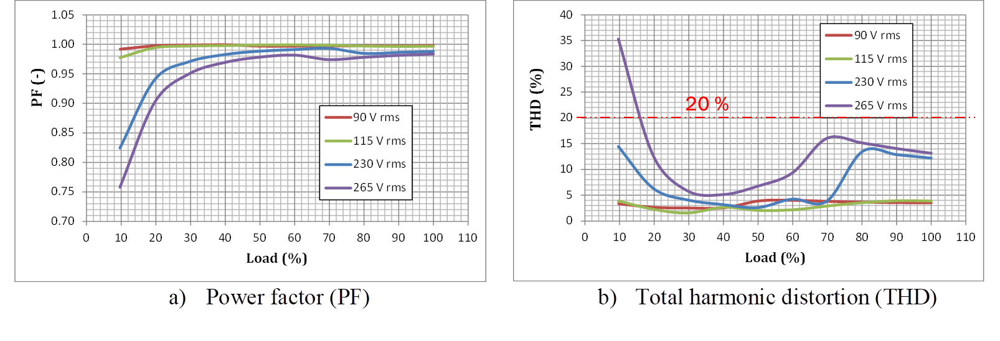 1.05
1.00
0.95
0.90
0.85
0.80
0.75
0.70
PF (-)
0 10 20 30 40 50 60 70 80 90 100 110
Load (%)
90 V rms
115 V rms
230 V rms
265 V rms
a) Power factor (PF)
40
35
30
25
20
15
10
5
0
THD (%)
20 %
0 10 20 30 40 50 60 70 80 90 100 110
Load (%)
90 V rms
115 V rms
230 V rms
265 V rms
b) Total harmonic distortion (THD)